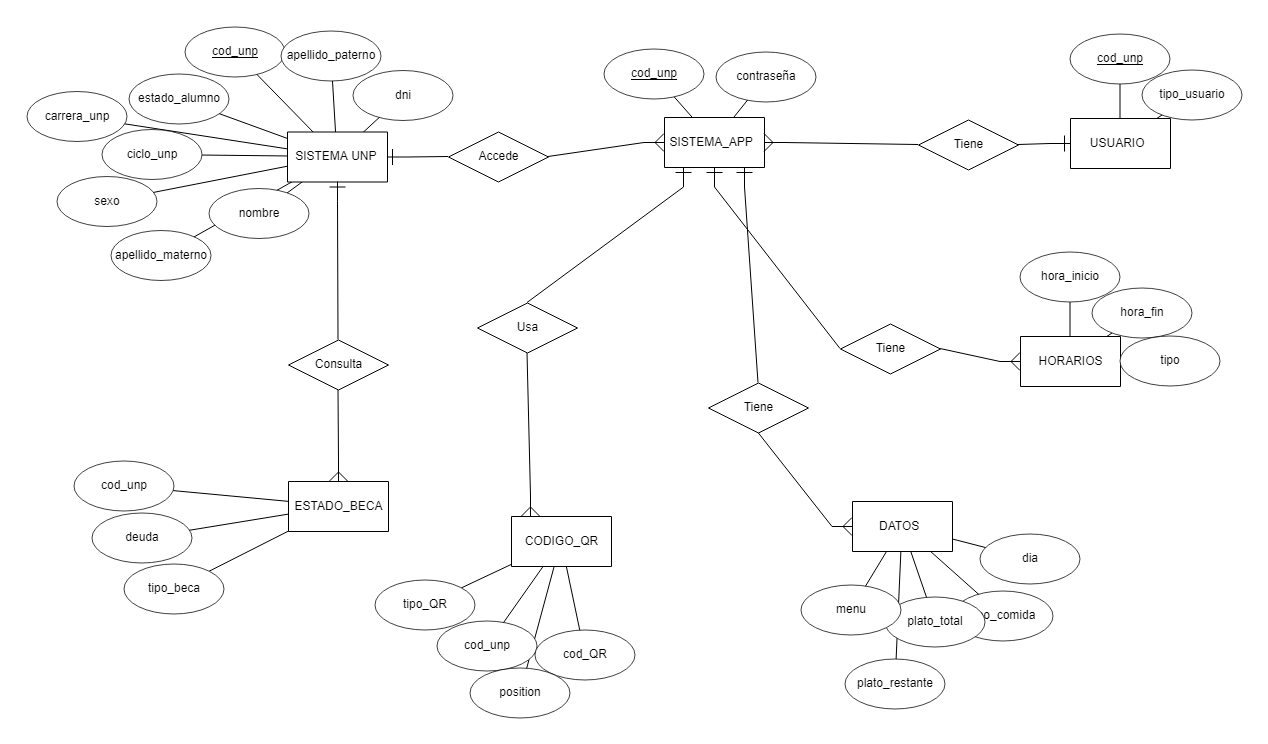 cod_unp
apellido_paterno
estado_alumno
dni
carrera_unp
ciclo_unp
SISTEMA UNP
sexo
nombre
apellido_materno
Accede
cod_unp
contraseña
SISTEMA_APP
Tiene
cod_unp
tipo_usuario
USUARIO
Usa
Tiene
hora_inicio
hora_fin
HORARIOS
tipo
Consulta
Tiene
cod_unp
ESTADO_BECA
deuda
tipo_beca
CODIGO_QR
tipo_QR
cod_unp
cod_QR
position
DATOS
dia
menu
plato_total
o_comida
plato_restante